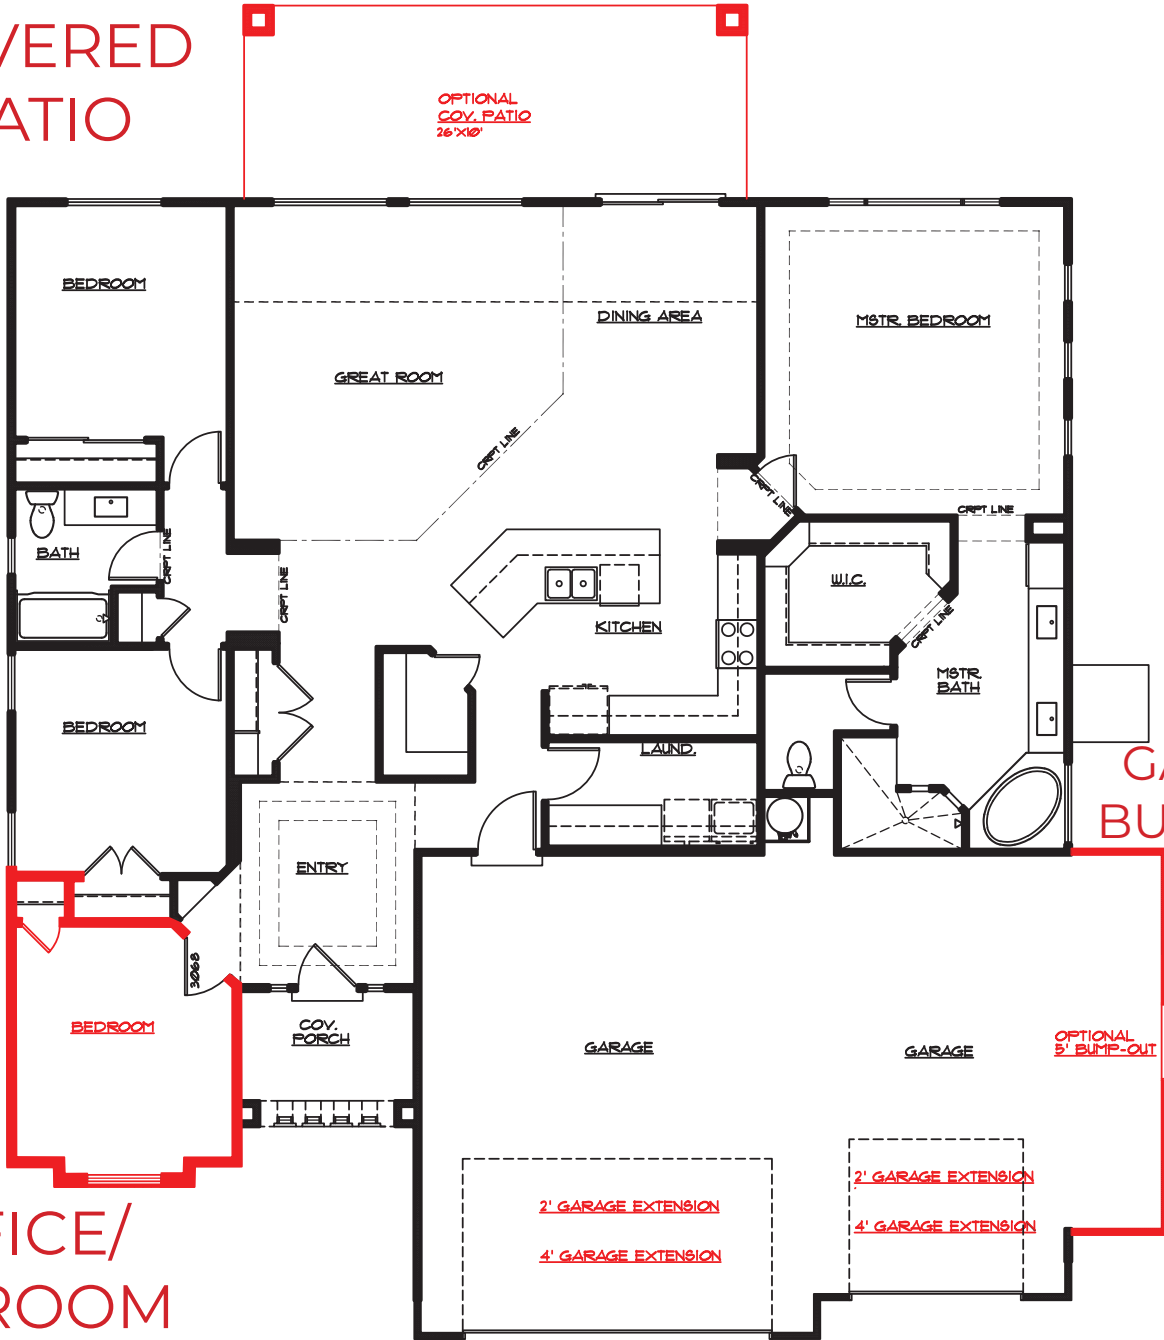 VERED
ATIO
OPTIONAL
COV. PATIO
26'X10'
BEDROOM
DINING AREA
MSTR. BEDROOM
GREAT ROOM
CRPT LINE
CRPT LINE
CRPT LINE
BATH
CRPT LINE
CRPT LINE
W.I.C.
CRPT LINE
KITCHEN
MSTR.
BATH
BEDROOM
LAUND.
GA
BU
ENTRY
3068
BEDROOM
COV.
PORCH
GARAGE
GARAGE
OPTIONAL
5' BUMP-OUT
2' GARAGE EXTENSION
4' GARAGE EXTENSION
2' GARAGE EXTENSION
4' GARAGE EXTENSION
FICE/
ROOM